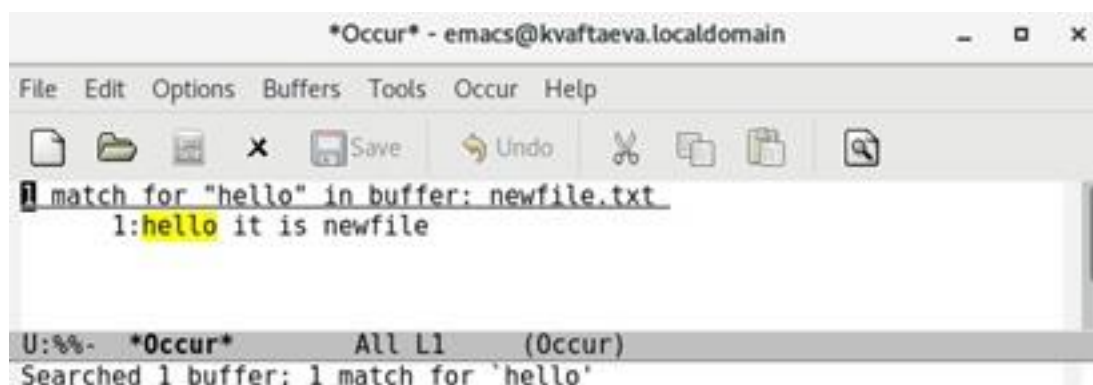 *Occur* - emacs@kvaftaeva.localdomain
File Edit Options Buffers Tools Occur Help
Save Undo
1 match for "hello" in buffer: newfile.txt
1:hello it is newfile
U:%%- *Occur* All L1 (Occur)
Searched 1 buffer; 1 match for `hello'